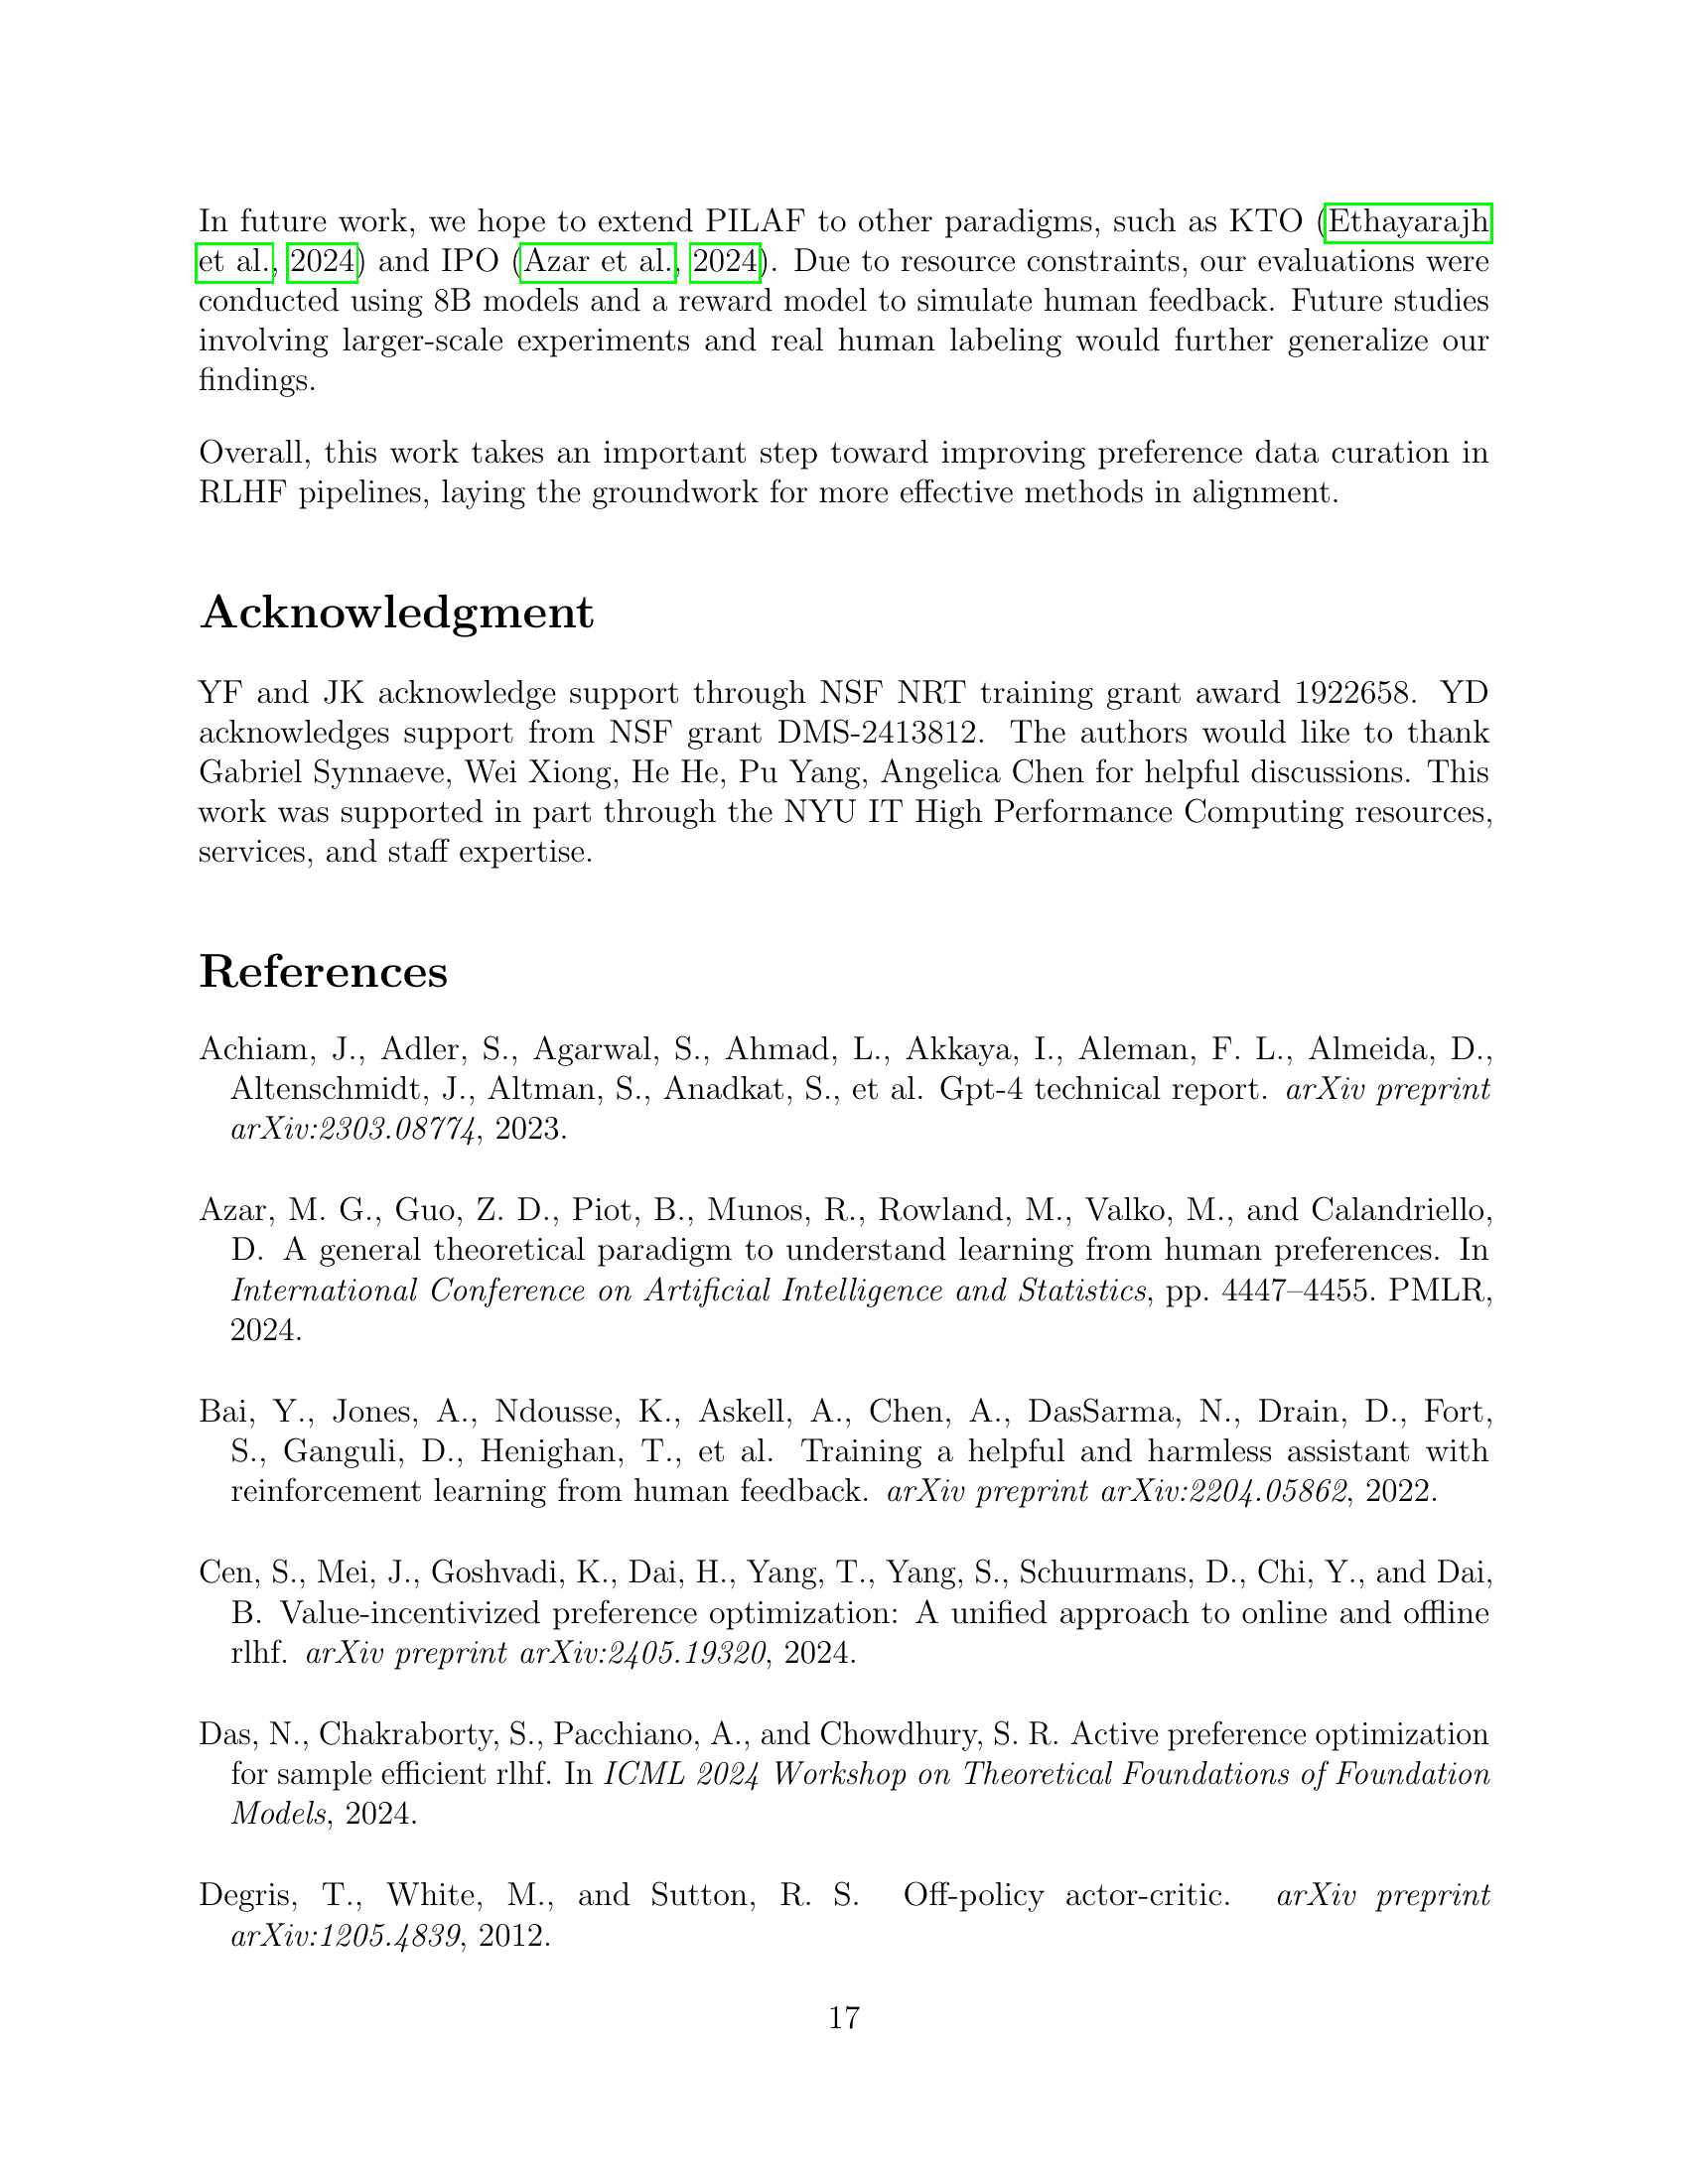 In future work, we hope to extend PILAF to other paradigms, such as KTO (Ethayarajh
et al., 2024) and IPO (Azar et al., 2024). Due to resource constraints, our evaluations were
conducted using 8B models and a reward model to simulate human feedback. Future studies
involving larger-scale experiments and real human labeling would further generalize our
findings.
Overall, this work takes an important step toward improving preference data curation in
RLHF pipelines, laying the groundwork for more effective methods in alignment.
Acknowledgment
YF and JK acknowledge support through NSF NRT training grant award 1922658. YD
acknowledges support from NSF grant DMS-2413812. The authors would like to thank
Gabriel Synnaeve, Wei Xiong, He He, Pu Yang, Angelica Chen for helpful discussions. This
work was supported in part through the NYU IT High Performance Computing resources,
services, and staff expertise.
References
Achiam, J., Adler, S., Agarwal, S., Ahmad, L., Akkaya, I., Aleman, F. L., Almeida, D.,
Altenschmidt, J., Altman, S., Anadkat, S., et al. Gpt-4 technical report. arXiv preprint
arXiv:2303.08774, 2023.
Azar, M. G., Guo, Z. D., Piot, B., Munos, R., Rowland, M., Valko, M., and Calandriello,
D. A general theoretical paradigm to understand learning from human preferences. In
International Conference on Artificial Intelligence and Statistics, pp. 4447–4455. PMLR,
2024.
Bai, Y., Jones, A., Ndousse, K., Askell, A., Chen, A., DasSarma, N., Drain, D., Fort,
S., Ganguli, D., Henighan, T., et al. Training a helpful and harmless assistant with
reinforcement learning from human feedback. arXiv preprint arXiv:2204.05862, 2022.
Cen, S., Mei, J., Goshvadi, K., Dai, H., Yang, T., Yang, S., Schuurmans, D., Chi, Y., and Dai,
B. Value-incentivized preference optimization: A unified approach to online and offline
rlhf. arXiv preprint arXiv:2405.19320, 2024.
Das, N., Chakraborty, S., Pacchiano, A., and Chowdhury, S. R. Active preference optimization
for sample efficient rlhf. In ICML 2024 Workshop on Theoretical Foundations of Foundation
Models, 2024.
Degris, T., White, M., and Sutton, R. S. Off-policy actor-critic. arXiv preprint
arXiv:1205.4839, 2012.
17